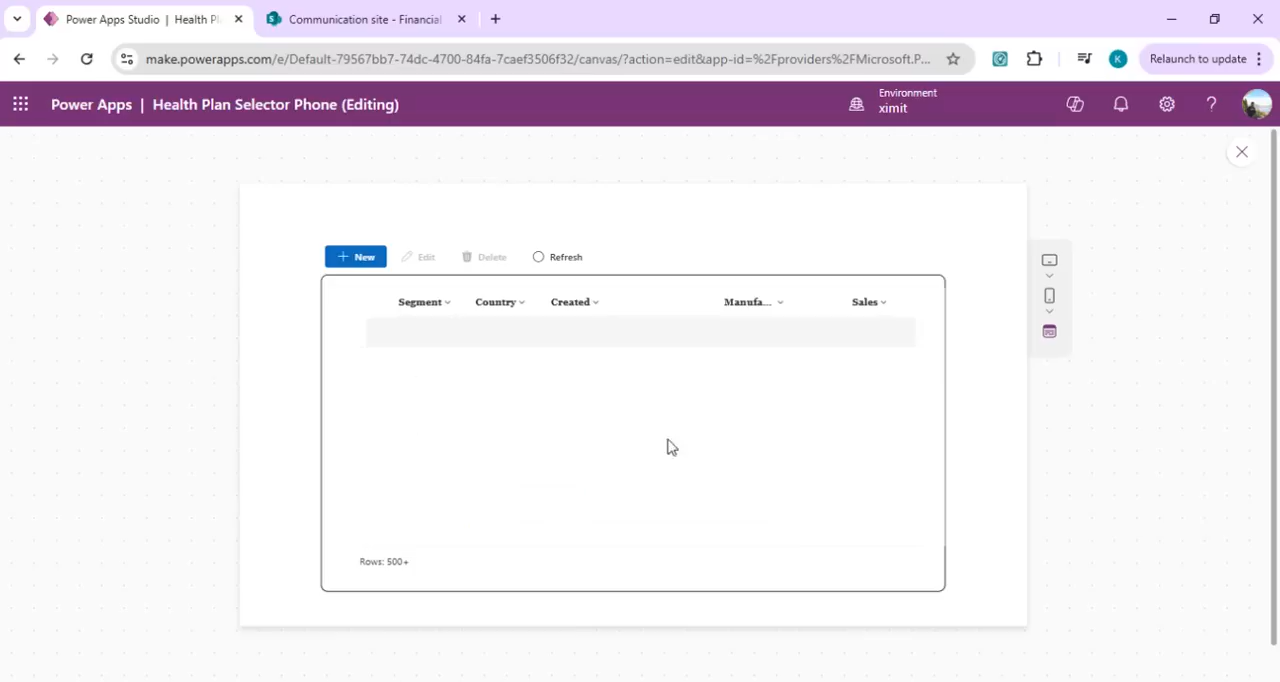 Power Apps Studio | Health Pl
Communication site - Financial
make.powerapps.com/e/Default-79567bb7-74dc-4700-84fa-7caef3506f32/canvas/?action=edit&app-id=%2Fproviders%2FMicrosoft.P...
K
Relaunch to update
Power Apps | Health Plan Selector Phone (Editing)
Environment
ximit
New
Edit
Delete
Refresh
Segment
Country
Created
Manufa...
Sales
Rows: 500+